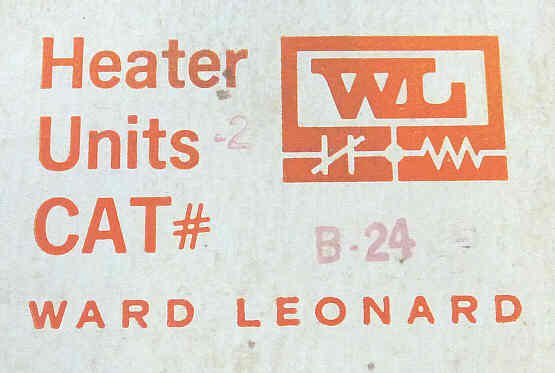 Heater
Units -2
WL
CAT# B-24
WARD LEONARD